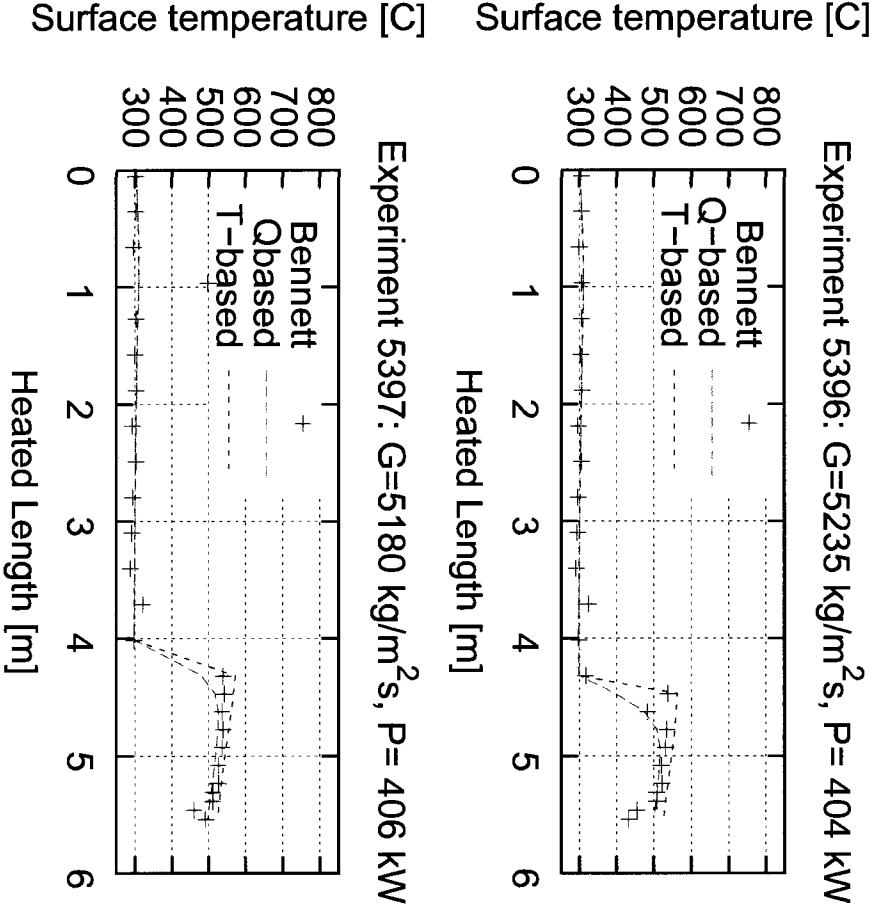 Experiment 5396: G=5235 kg/m²s, P= 404 kW
Surface temperature [C]
800
700
600
500
400
300
Bennett
Q-based
T-based
0 1 2 3 4 5 6
Heated Length [m]
Experiment 5397: G=5180 kg/m²s, P= 406 kW
Surface temperature [C]
800
700
600
500
400
300
Bennett
Qbased
T-based
0 1 2 3 4 5 6
Heated Length [m]